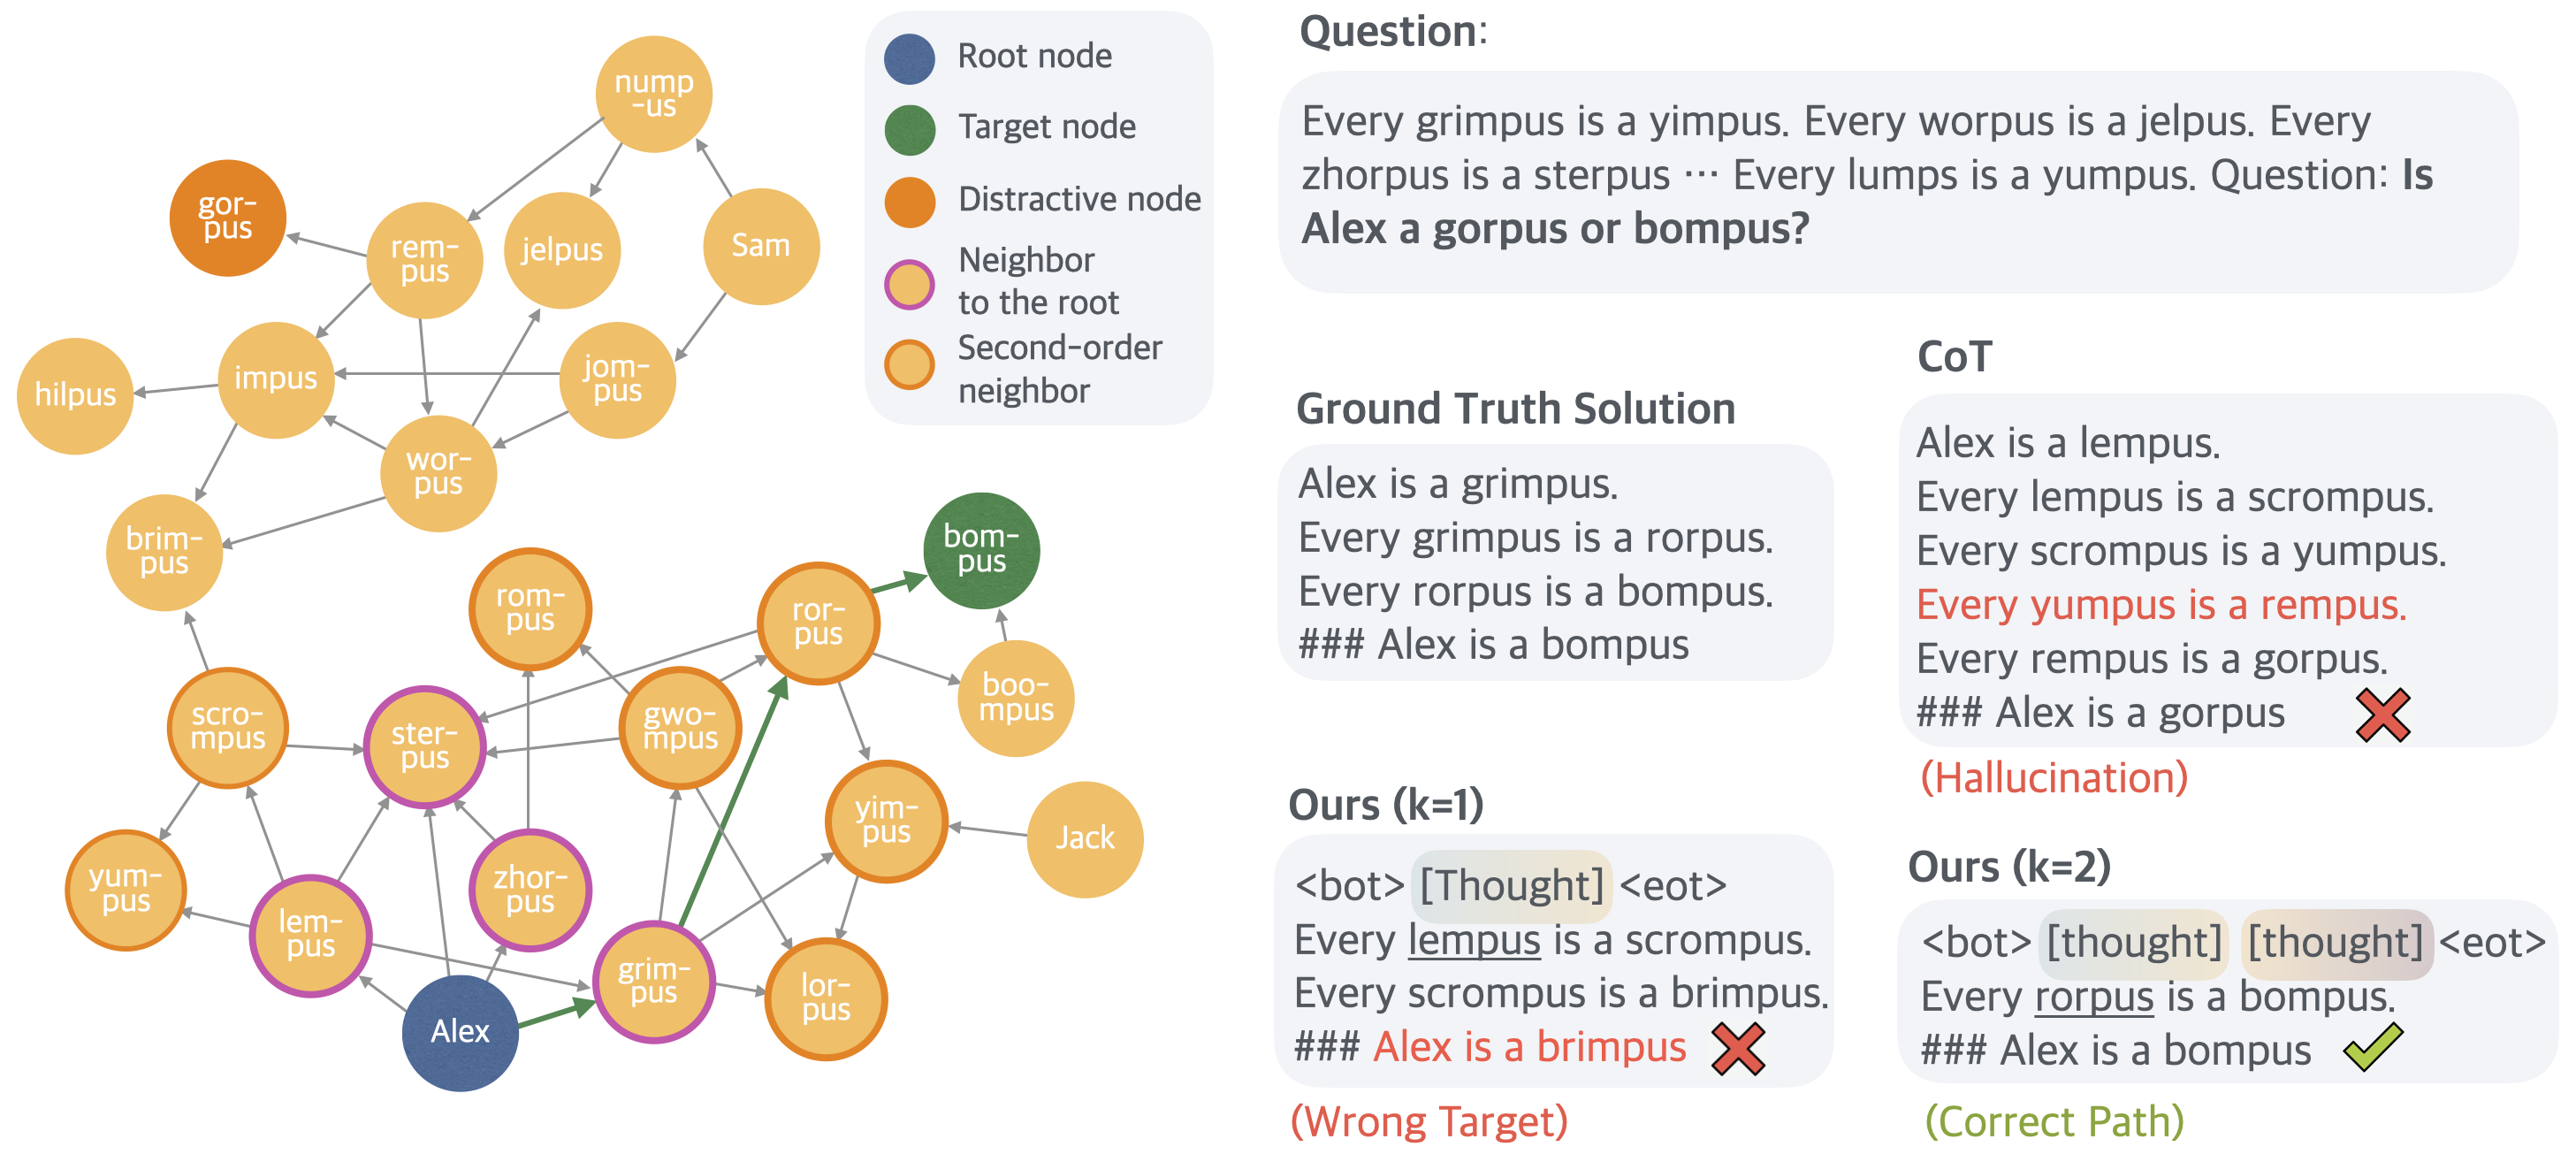 nump
-us
gor-
pus
rem-
pus
jelpus
Sam
hilpus
impus
jom-
pus
wor-
pus
brim-
pus
rom-
pus
ror-
pus
bom-
pus
boo-
mpus
scro-
mpus
ster-
pus
gwo-
mpus
yim-
pus
Jack
yum-
pus
lem-
pus
zhor-
pus
grim-
pus
lor-
pus
Alex
Root node
Target node
Distractive node
Neighbor
to the root
Second-order
neighbor
Question:
Every grimpus is a yimpus. Every worpus is a jelpus. Every
zhorpus is a sterpus ··· Every lumps is a yumpus. Question: Is
Alex a gorpus or bompus?
Ground Truth Solution
Alex is a grimpus.
Every grimpus is a rorpus.
Every rorpus is a bompus.
### Alex is a bompus
CoT
Alex is a lempus.
Every lempus is a scrompus.
Every scrompus is a yumpus.
Every yumpus is a rempus.
Every rempus is a gorpus.
### Alex is a gorpus
(Hallucination)
Ours (k=1)
<bot> [Thought] <eot>
Every lempus is a scrompus.
Every scrompus is a brimpus.
### Alex is a brimpus
(Wrong Target)
Ours (k=2)
<bot> [thought] [thought] <eot>
Every rorpus is a bompus.
### Alex is a bompus
(Correct Path)